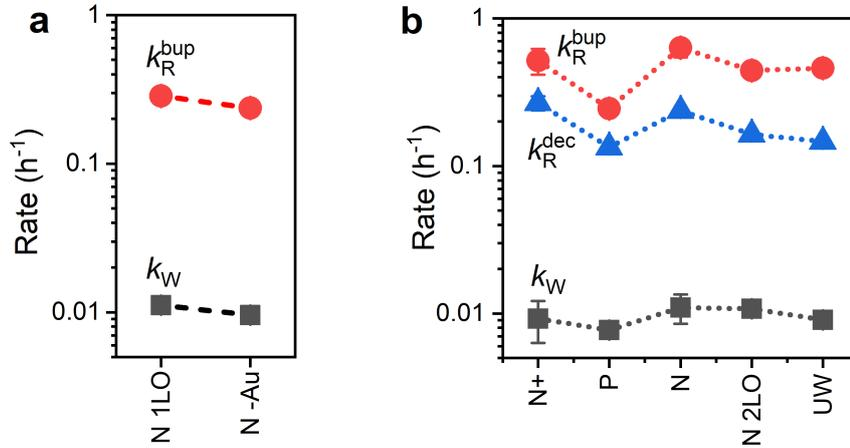 a
Rate (h⁻¹)
1
0.1
0.01
k_R^bup
k_W
N 1LO
N -Au
b
Rate (h⁻¹)
1
0.1
0.01
k_R^bup
k_R^dec
k_W
N+
P
N
N 2LO
UW